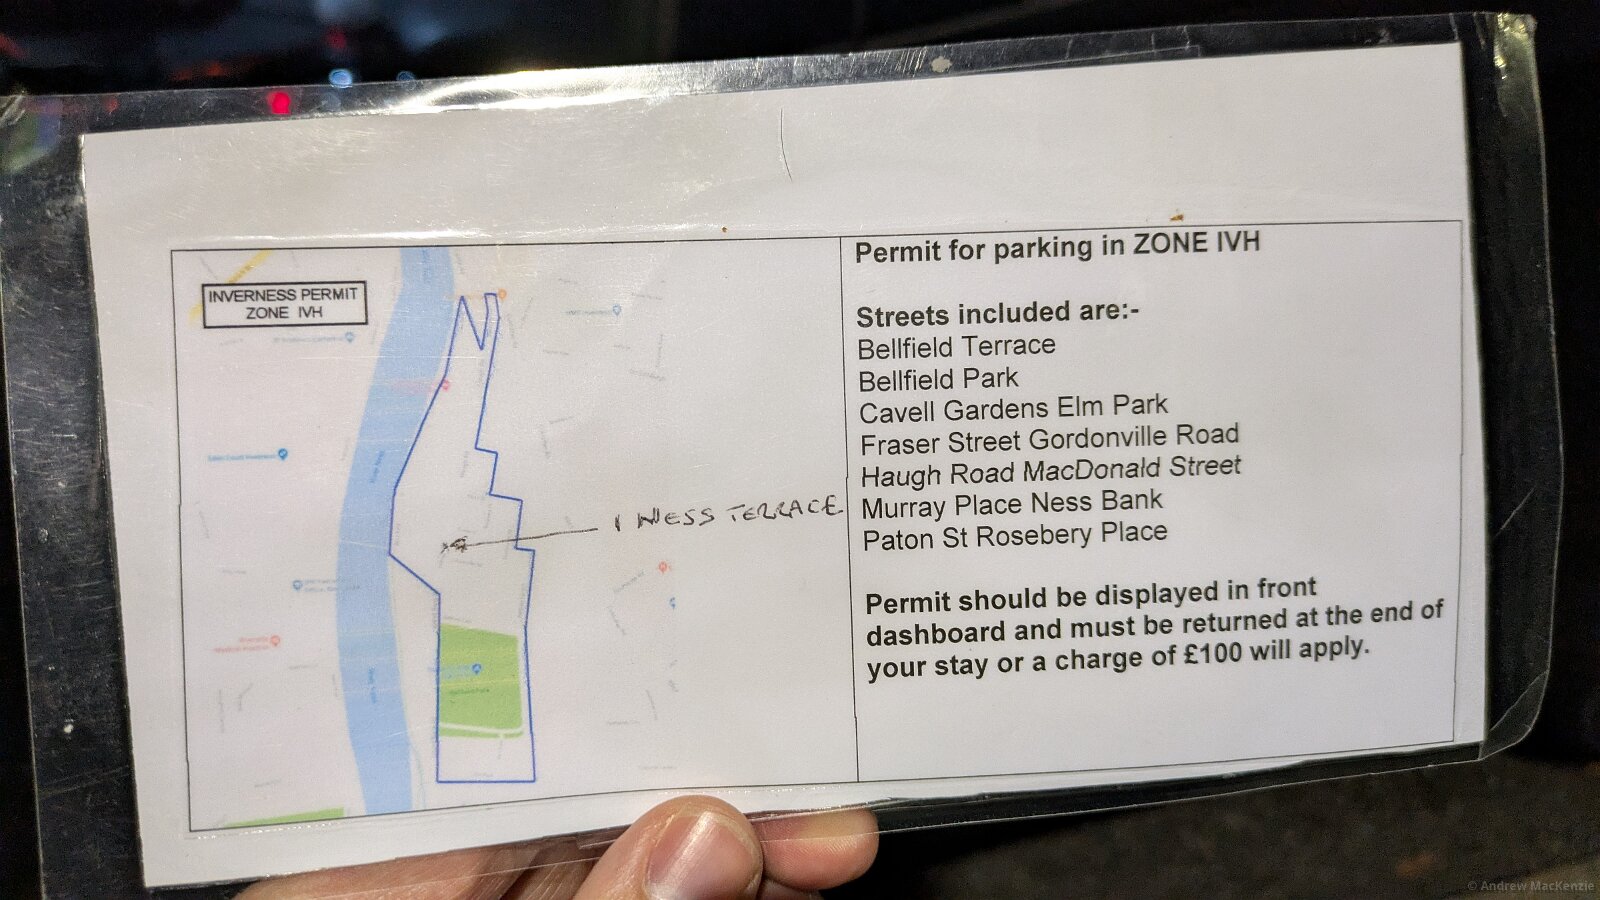 INVERNESS PERMIT
ZONE IVH
1 NESS TERRACE
Permit for parking in ZONE IVH
Streets included are:-
Bellfield Terrace
Bellfield Park
Cavell Gardens Elm Park
Fraser Street Gordonville Road
Haugh Road MacDonald Street
Murray Place Ness Bank
Paton St Rosebery Place
Permit should be displayed in front
dashboard and must be returned at the end of
your stay or a charge of £100 will apply.
© Andrew MacKenzie